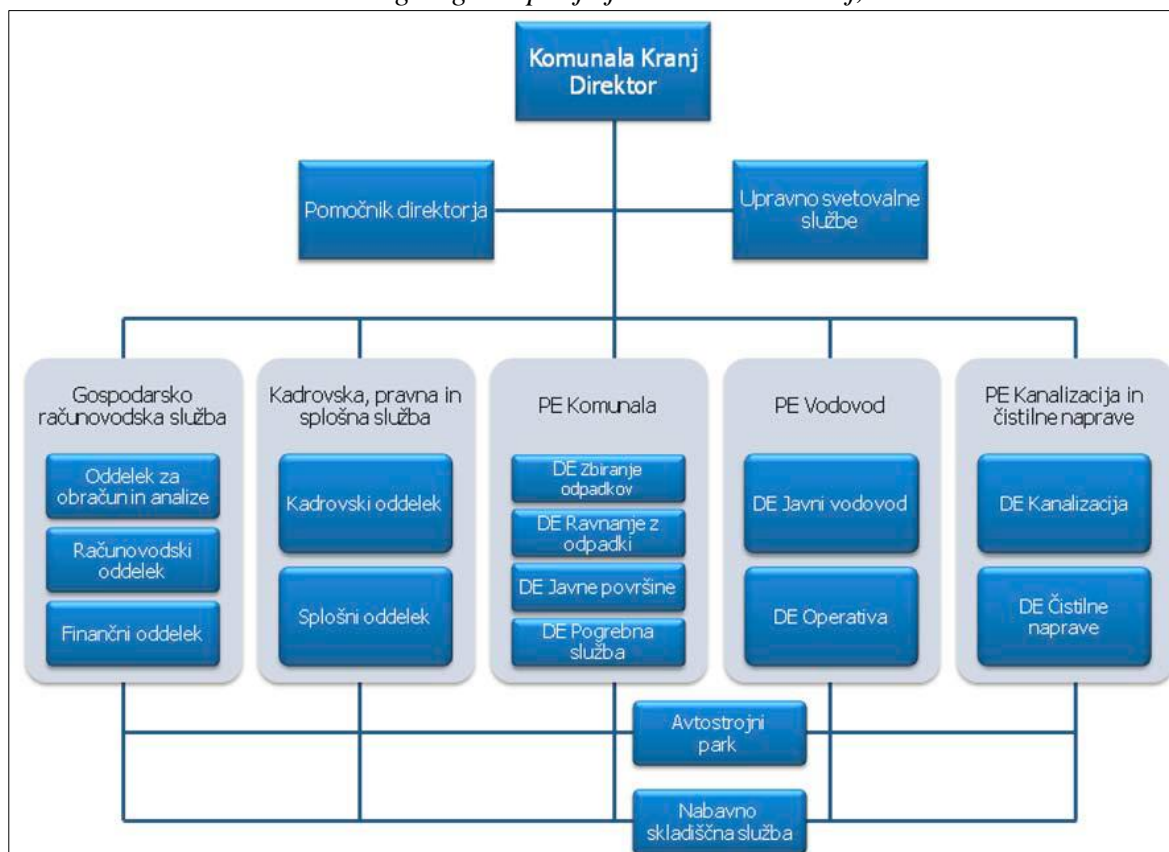 Komunala Kranj
Direktor
Pomočnik direktorja
Upravno svetovalne
službe
Gospodarsko
računovodska služba
Oddelek za
obračun in analize
Računovodski
oddelek
Finančni oddelek
Kadrovska, pravna in
splošna služba
Kadrovski oddelek
Splošni oddelek
PE Komunala
DE Zbiranje
odpadkov
DE Ravnanje z
odpadki
DE Javne površine
DE Pogrebna
služba
PE Vodovod
DE Javni vodovod
DE Operativa
PE Kanalizacija in
čistilne naprave
DE Kanalizacija
DE Čistilne
naprave
Avtostrojni
park
Nabavno
skladiščna služba